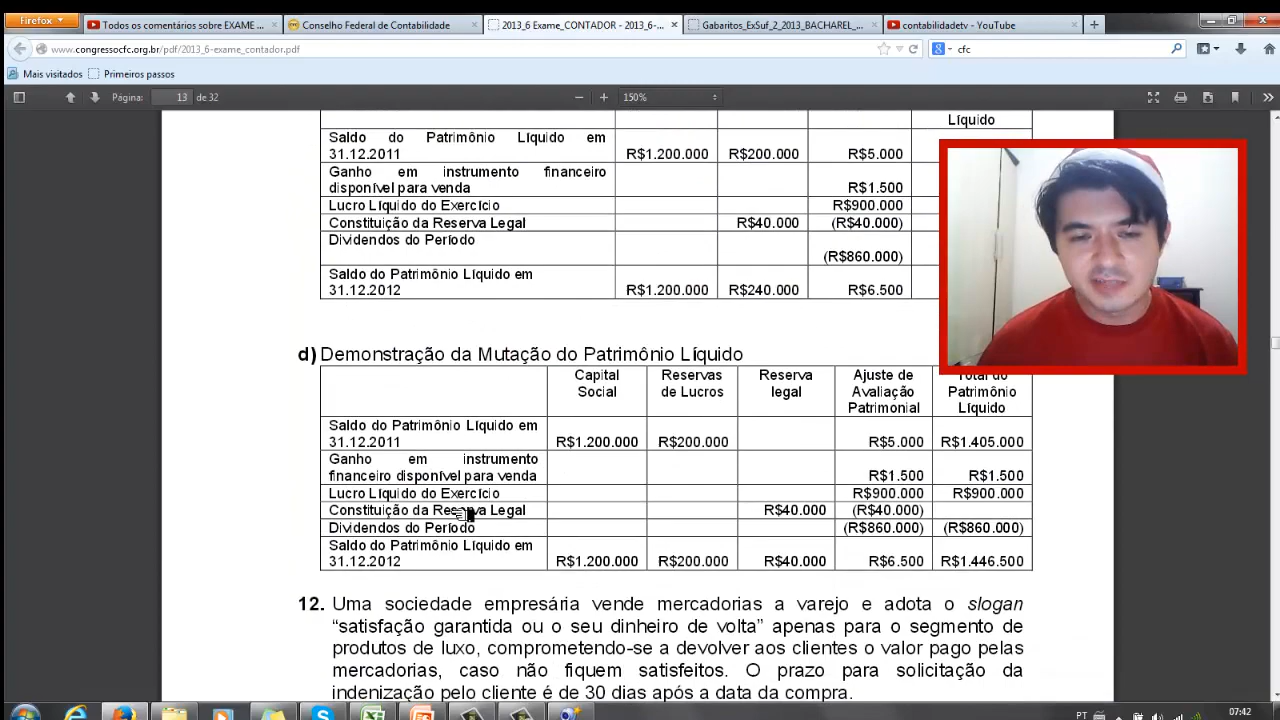 Firefox
Todos os comentários sobre EXAME ...
Conselho Federal de Contabilidade
2013_6 Exame_CONTADOR - 2013_6-...
Gabaritos_ExSuf_2_2013_BACHAREL_...
contabilidadetv - YouTube
www.congressocfc.org.br/pdf/2013_6-exame_contador.pdf
cfc
Mais visitados Primeiros passos
Página: 13 de 32
150%
Líquido
Saldo do Patrimônio Líquido em
31.12.2011 R$1.200.000 R$200.000 R$5.000
Ganho em instrumento financeiro
disponível para venda R$1.500
Lucro Líquido do Exercício R$900.000
Constituição da Reserva Legal R$40.000 (R$40.000)
Dividendos do Período
(R$860.000)
Saldo do Patrimônio Líquido em
31.12.2012 R$1.200.000 R$240.000 R$6.500
d) Demonstração da Mutação do Patrimônio Líquido
Capital Reservas Reserva Ajuste de Total do
Social de Lucros legal Avaliação Patrimônio
Patrimonial Líquido
Saldo do Patrimônio Líquido em
31.12.2011 R$1.200.000 R$200.000 R$5.000 R$1.405.000
Ganho em instrumento
financeiro disponível para venda R$1.500 R$1.500
Lucro Líquido do Exercício R$900.000 R$900.000
Constituição da Reserva Legal R$40.000 (R$40.000)
Dividendos do Período (R$860.000) (R$860.000)
Saldo do Patrimônio Líquido em
31.12.2012 R$1.200.000 R$200.000 R$40.000 R$6.500 R$1.446.500
12. Uma sociedade empresária vende mercadorias a varejo e adota o slogan
“satisfação garantida ou o seu dinheiro de volta” apenas para o segmento de
produtos de luxo, comprometendo-se a devolver aos clientes o valor pago pelas
mercadorias, caso não fiquem satisfeitos. O prazo para solicitação da
indenização pelo cliente é de 30 dias após a data da compra.
PT
07:42